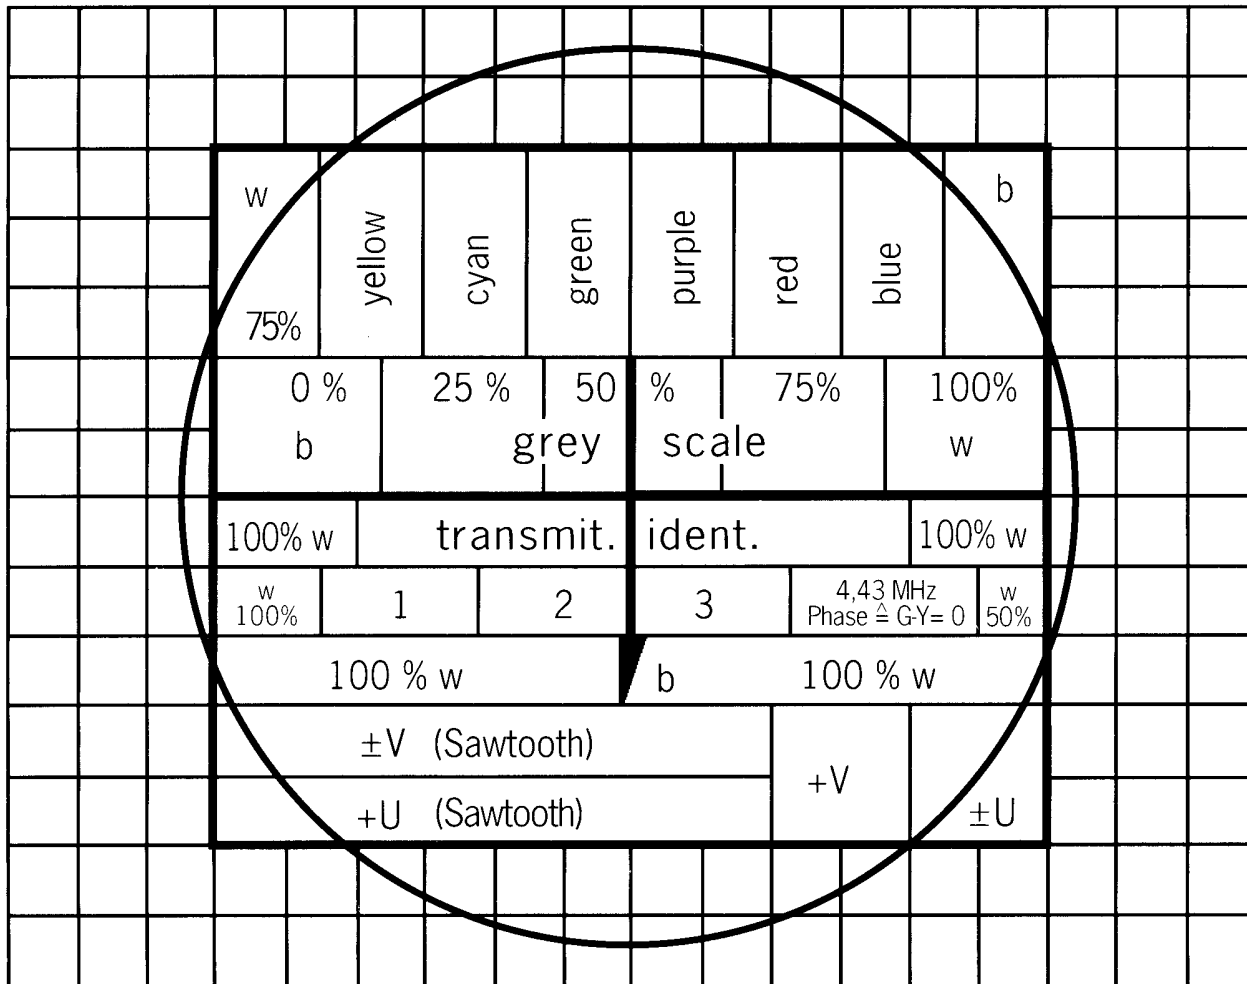 w b
yellow cyan green purple red blue
75%
0 % 25 % 50 % 75% 100%
b grey scale w
100% w transmit. ident. 100% w
w 100% 1 2 3 4,43 MHz Phase ≙ G-Y= 0 w 50%
100 % w b 100 % w
±V (Sawtooth)
+V
+U (Sawtooth) ±U